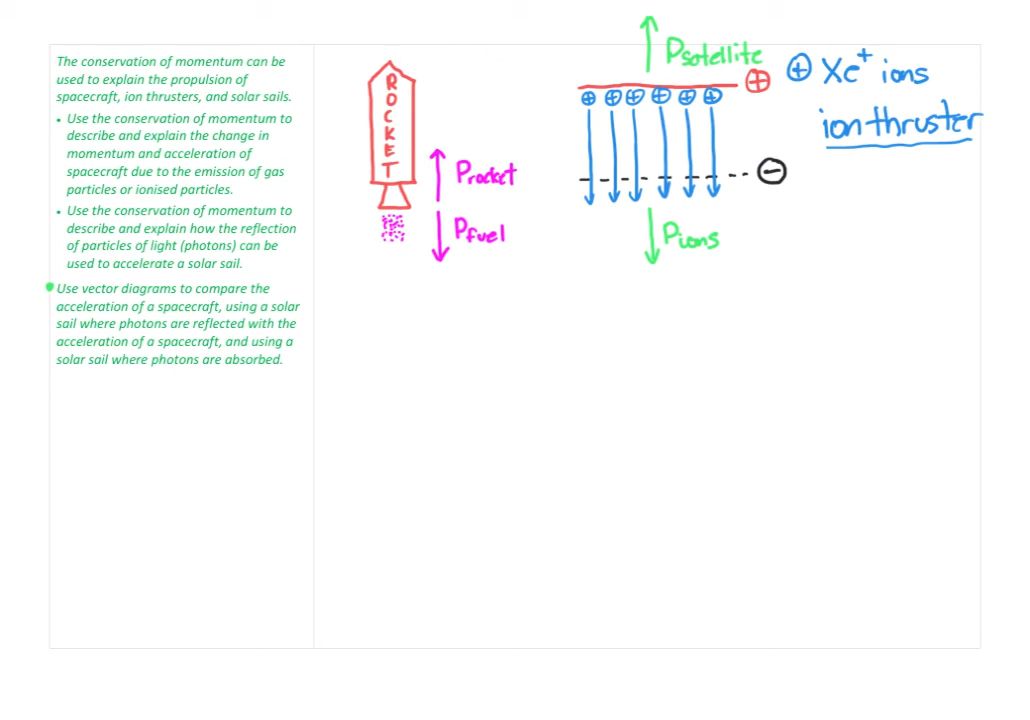 The conservation of momentum can be
used to explain the propulsion of
spacecraft, ion thrusters, and solar sails.
• Use the conservation of momentum to
describe and explain the change in
momentum and acceleration of
spacecraft due to the emission of gas
particles or ionised particles.
• Use the conservation of momentum to
describe and explain how the reflection
of particles of light (photons) can be
used to accelerate a solar sail.
• Use vector diagrams to compare the
acceleration of a spacecraft, using a solar
sail where photons are reflected with the
acceleration of a spacecraft, and using a
solar sail where photons are absorbed.
ROCKET
Procket
Pfuel
Psatellite
+
+ + + + + +
−
Pions
+ Xe+ ions
ion thruster